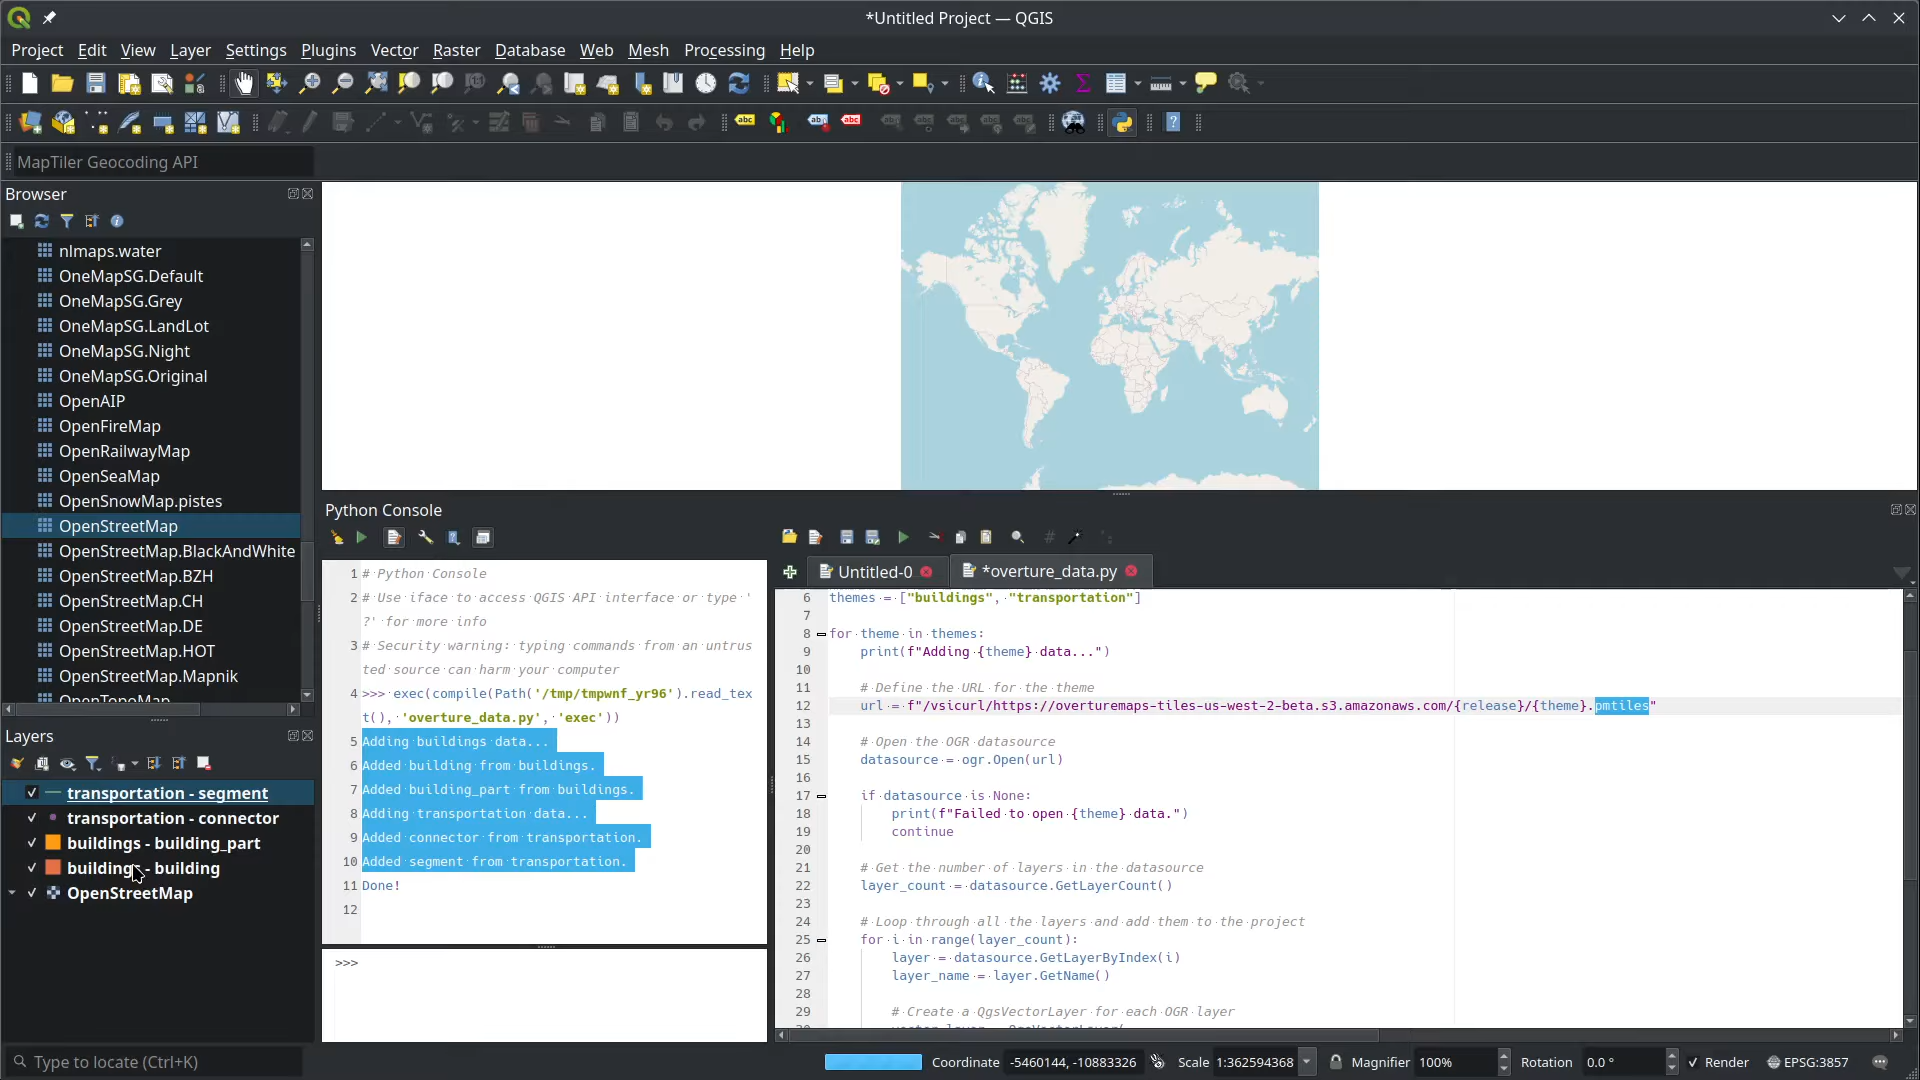 *Untitled Project — QGIS
Project Edit View Layer Settings Plugins Vector Raster Database Web Mesh Processing Help
MapTiler Geocoding API
Browser
nlmaps.water
OneMapSG.Default
OneMapSG.Grey
OneMapSG.LandLot
OneMapSG.Night
OneMapSG.Original
OpenAIP
OpenFireMap
OpenRailwayMap
OpenSeaMap
OpenSnowMap.pistes
OpenStreetMap
OpenStreetMap.BlackAndWhite
OpenStreetMap.BZH
OpenStreetMap.CH
OpenStreetMap.DE
OpenStreetMap.HOT
OpenStreetMap.Mapnik
OpenTopoMap
Layers
transportation - segment
transportation - connector
buildings - building_part
buildings - building
OpenStreetMap
Type to locate (Ctrl+K)
Python Console
1 # Python Console
2 # Use iface to access QGIS API interface or type '
?' for more info
3 # Security warning: typing commands from an untrus
ted source can harm your computer
4 >>> exec(compile(Path('/tmp/tmpwnf_yr96').read_tex
t(), 'overture_data.py', 'exec'))
5 Adding buildings data...
6 Added building from buildings.
7 Added building_part from buildings.
8 Adding transportation data...
9 Added connector from transportation.
10 Added segment from transportation.
11 Done!
12
>>>
Untitled-0 *overture_data.py
6 themes = ["buildings", "transportation"]
7
8 for theme in themes:
9 print(f"Adding {theme} data...")
10
11 # Define the URL for the theme
12 url = f"/vsicurl/https://overturemaps-tiles-us-west-2-beta.s3.amazonaws.com/{release}/{theme}.pmtiles"
13
14 # Open the OGR datasource
15 datasource = ogr.Open(url)
16
17 if datasource is None:
18 print(f"Failed to open {theme} data.")
19 continue
20
21 # Get the number of layers in the datasource
22 layer_count = datasource.GetLayerCount()
23
24 # Loop through all the layers and add them to the project
25 for i in range(layer_count):
26 layer = datasource.GetLayerByIndex(i)
27 layer_name = layer.GetName()
28
29 # Create a QgsVectorLayer for each OGR layer
Coordinate -5460144, -10883326 Scale 1:362594368 Magnifier 100% Rotation 0.0 ° Render EPSG:3857